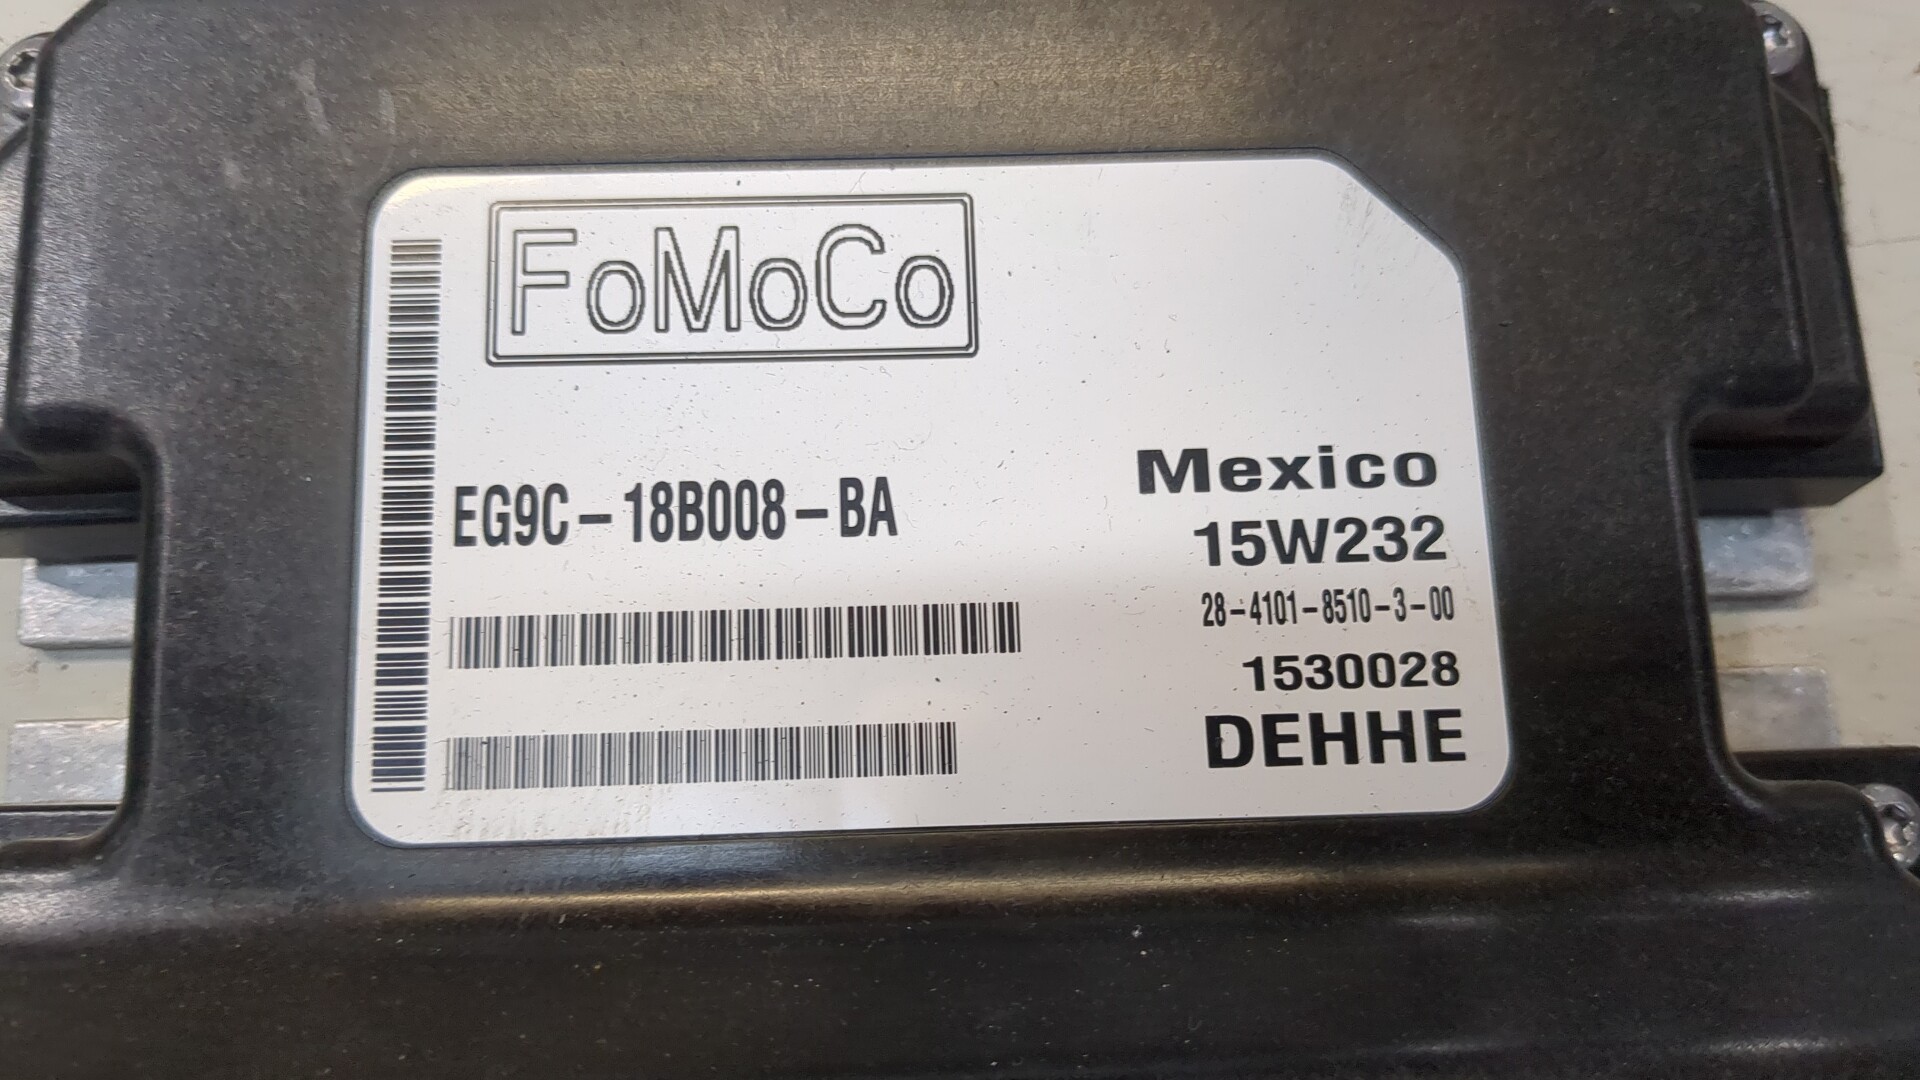 FoMoCo
EG9C-18B008-BA
Mexico
15W232
28-4101-8510-3-00
1530028
DEHHE